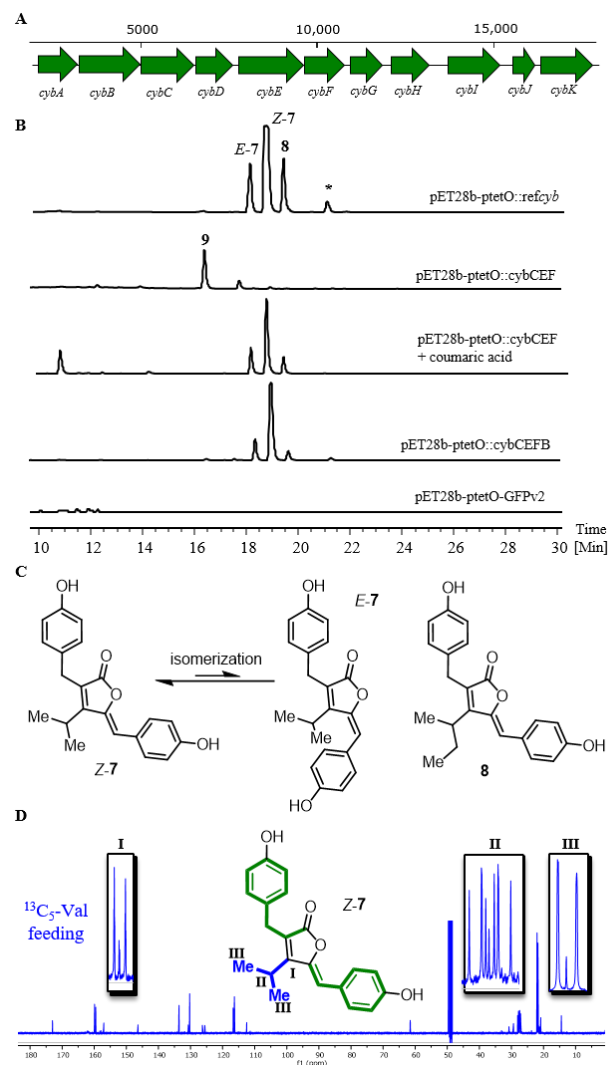 A
5000 10,000 15,000
cybA cybB cybC cybD cybE cybF cybG cybH cybI cybJ cybK
B
E-7 Z-7 8 *
pET28b-ptetO::refcyb
9
pET28b-ptetO::cybCEF
pET28b-ptetO::cybCEF
+ coumaric acid
pET28b-ptetO::cybCEFB
pET28b-ptetO-GFPv2
Time
10 12 14 16 18 20 22 24 26 28 30 [Min]
C
OH
O
O
Me
Me
OH
Z-7
isomerization
OH
E-7
O
O
Me
Me
HO
OH
O
O
Me
Me
OH
8
D
I
13C5-Val
feeding
OH
Z-7
O
O
III
Me
II
I
Me
III
OH
II
III
180 170 160 150 140 130 120 110 100 90 80 70 60 50 40 30 20 10 0
f1 (ppm)